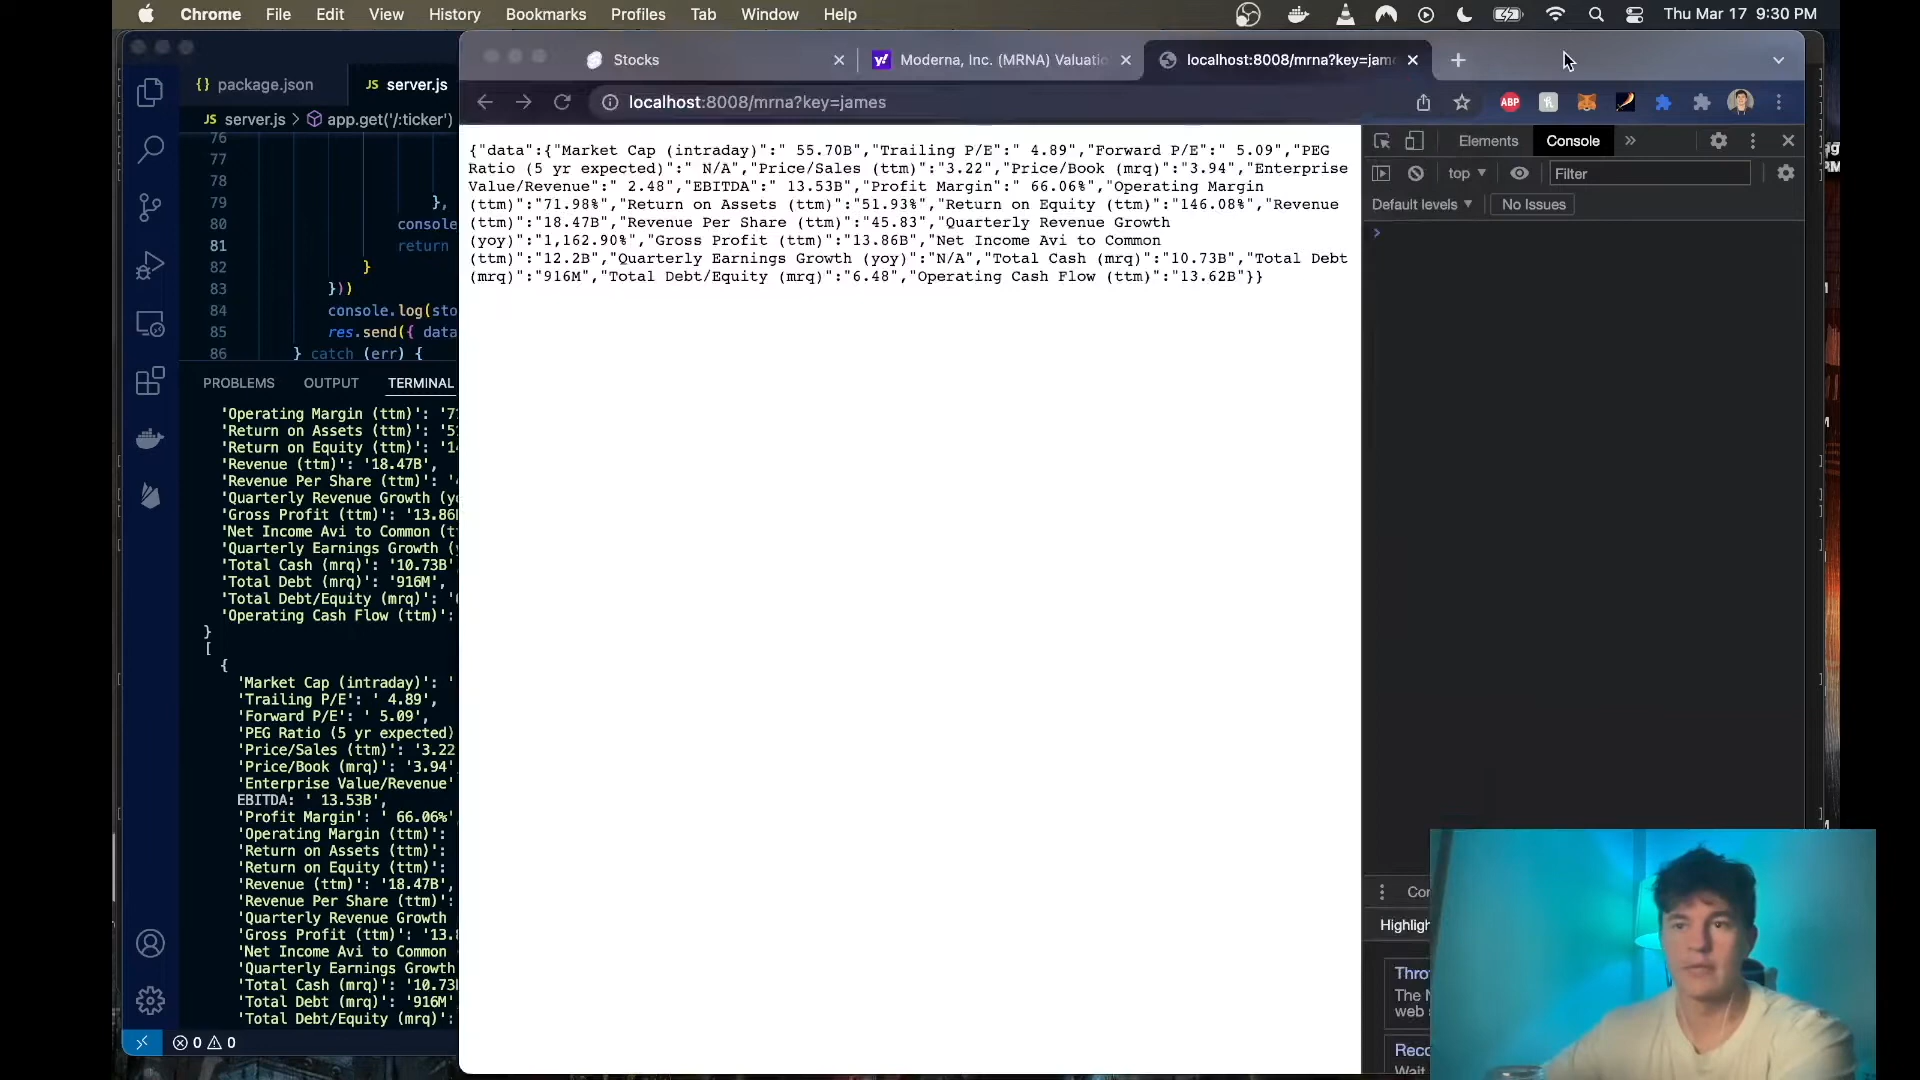 Chrome File Edit View History Bookmarks Profiles Tab Window Help Thu Mar 17 9:30 PM
package.json JS server.js
JS server.js > app.get('/:ticker')
76
77
78
79 },
80 console
81 return
82 }
83 }))
84 console.log(sto
85 res.send({ data
86 } catch (err) {
PROBLEMS OUTPUT TERMINAL
'Operating Margin (ttm)': '7
'Return on Assets (ttm)': '5
'Return on Equity (ttm)': '1
'Revenue (ttm)': '18.47B',
'Revenue Per Share (ttm)': '
'Quarterly Revenue Growth (y
'Gross Profit (ttm)': '13.86
'Net Income Avi to Common (t
'Quarterly Earnings Growth (
'Total Cash (mrq)': '10.73B'
'Total Debt (mrq)': '916M',
'Total Debt/Equity (mrq)': '
'Operating Cash Flow (ttm)':
}
[
{
'Market Cap (intraday)': '
'Trailing P/E': ' 4.89',
'Forward P/E': ' 5.09',
'PEG Ratio (5 yr expected)
'Price/Sales (ttm)': '3.22
'Price/Book (mrq)': '3.94'
'Enterprise Value/Revenue'
EBITDA: ' 13.53B',
'Profit Margin': ' 66.06%'
'Operating Margin (ttm)':
'Return on Assets (ttm)':
'Return on Equity (ttm)':
'Revenue (ttm)': '18.47B',
'Revenue Per Share (ttm)':
'Quarterly Revenue Growth
'Gross Profit (ttm)': '13.
'Net Income Avi to Common
'Quarterly Earnings Growth
'Total Cash (mrq)': '10.73
'Total Debt (mrq)': '916M'
'Total Debt/Equity (mrq)':
0 0
Stocks Moderna, Inc. (MRNA) Valuatio localhost:8008/mrna?key=jam
localhost:8008/mrna?key=james ABP
{"data":{"Market Cap (intraday)":" 55.70B","Trailing P/E":" 4.89","Forward P/E":" 5.09","PEG
Ratio (5 yr expected)":" N/A","Price/Sales (ttm)":"3.22","Price/Book (mrq)":"3.94","Enterprise
Value/Revenue":" 2.48","EBITDA":" 13.53B","Profit Margin":" 66.06%","Operating Margin
(ttm)":"71.98%","Return on Assets (ttm)":"51.93%","Return on Equity (ttm)":"146.08%","Revenue
(ttm)":"18.47B","Revenue Per Share (ttm)":"45.83","Quarterly Revenue Growth
(yoy)":"1,162.90%","Gross Profit (ttm)":"13.86B","Net Income Avi to Common
(ttm)":"12.2B","Quarterly Earnings Growth (yoy)":"N/A","Total Cash (mrq)":"10.73B","Total Debt
(mrq)":"916M","Total Debt/Equity (mrq)":"6.48","Operating Cash Flow (ttm)":"13.62B"}}
Elements Console
top Filter
Default levels No Issues
Highlig
The
web
Wait